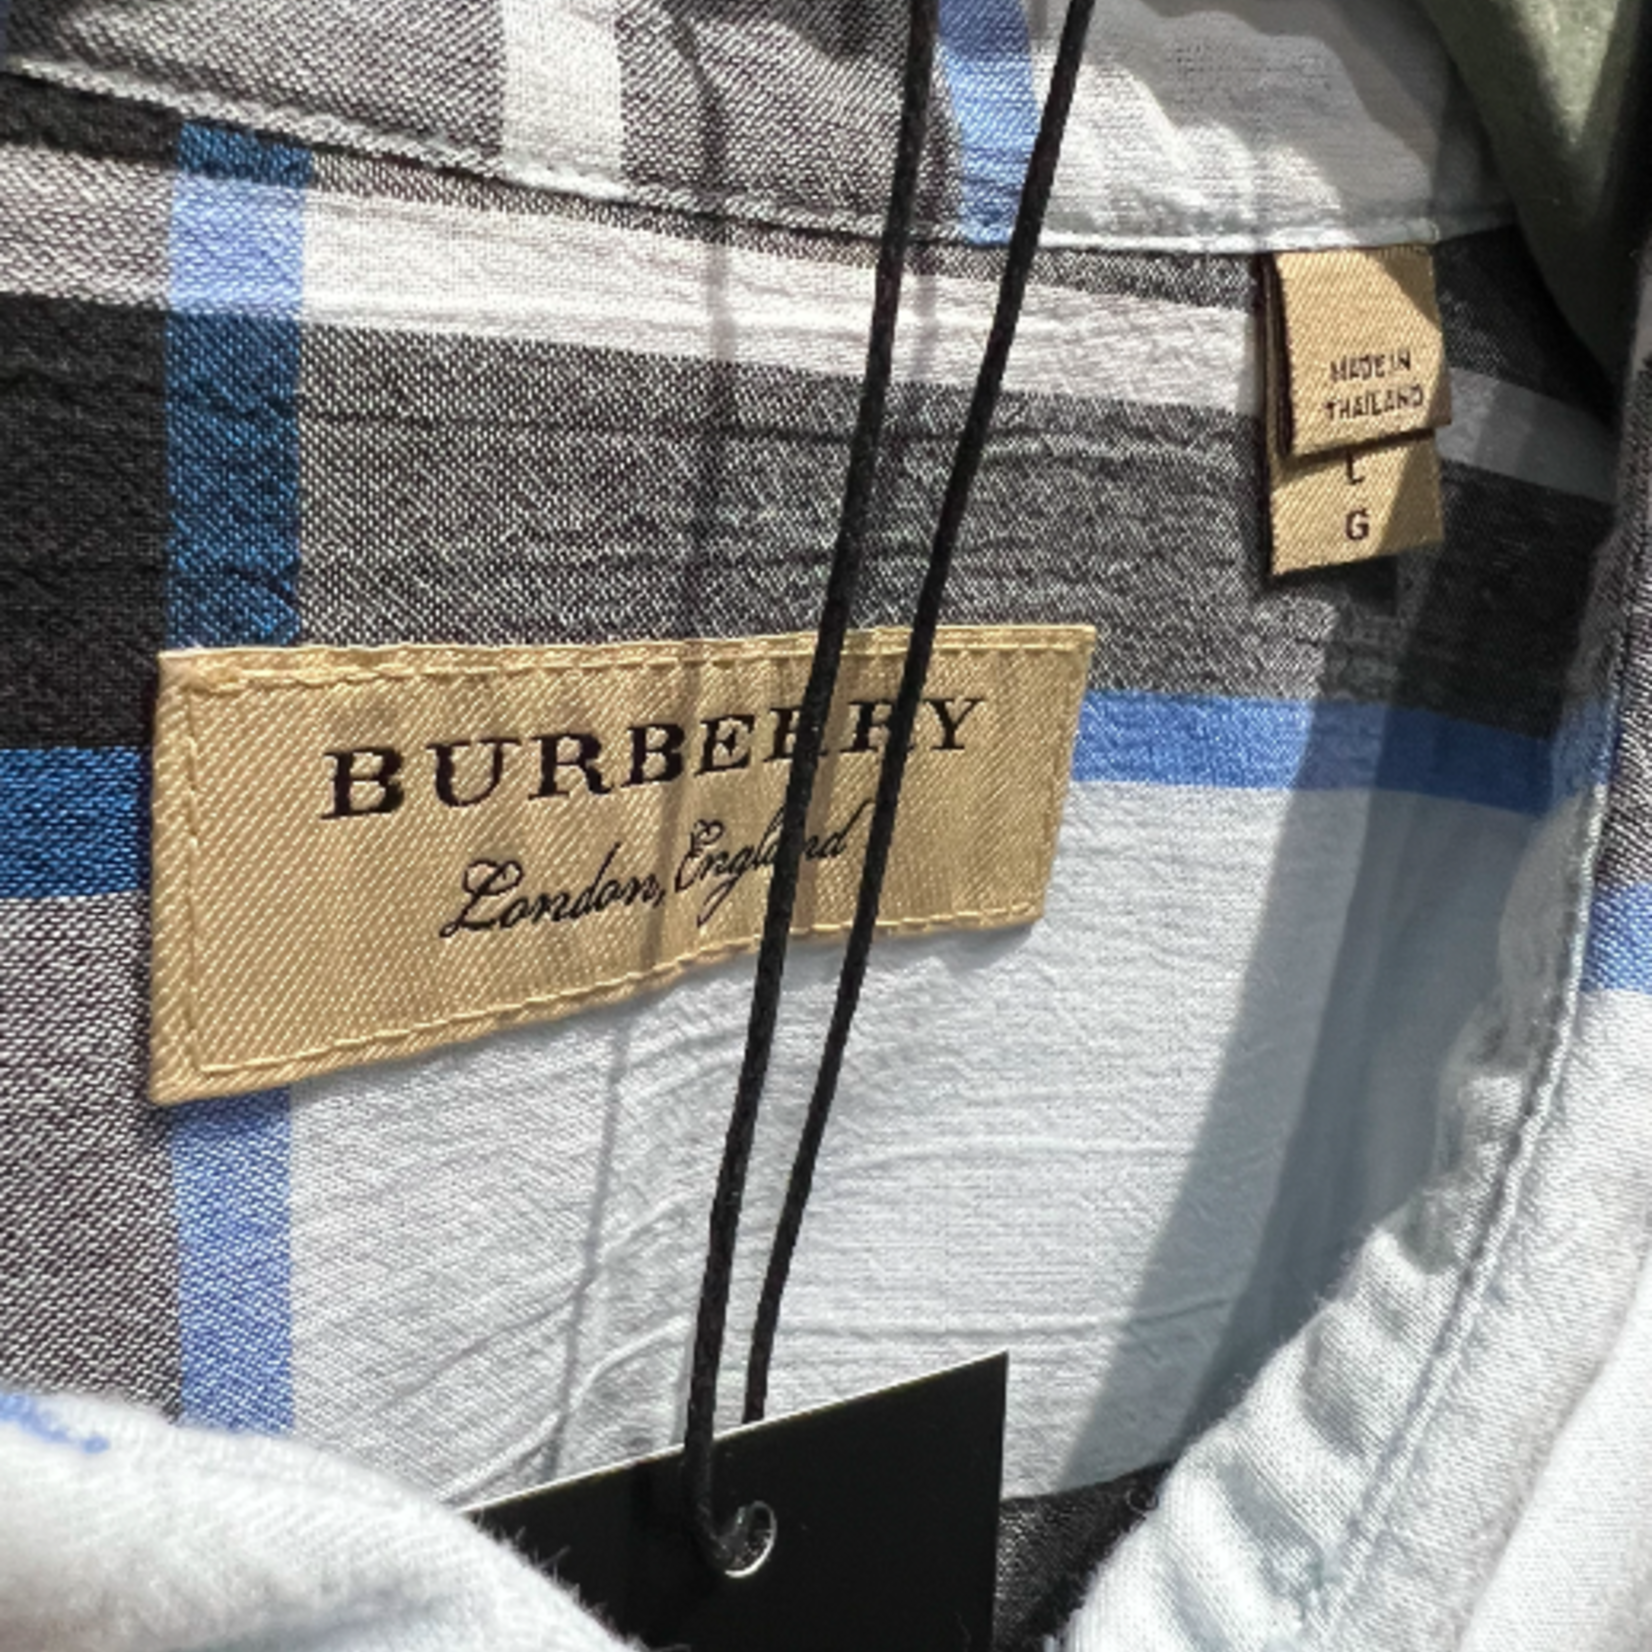 MADE IN
THAILAND
L
G
BURBERRY
London, England